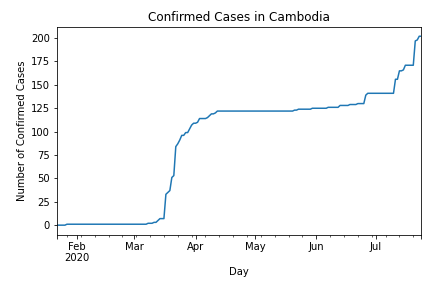 Confirmed Cases in Cambodia
Number of Confirmed Cases
200
175
150
125
100
75
50
25
0
Feb Mar Apr May Jun Jul
2020
Day